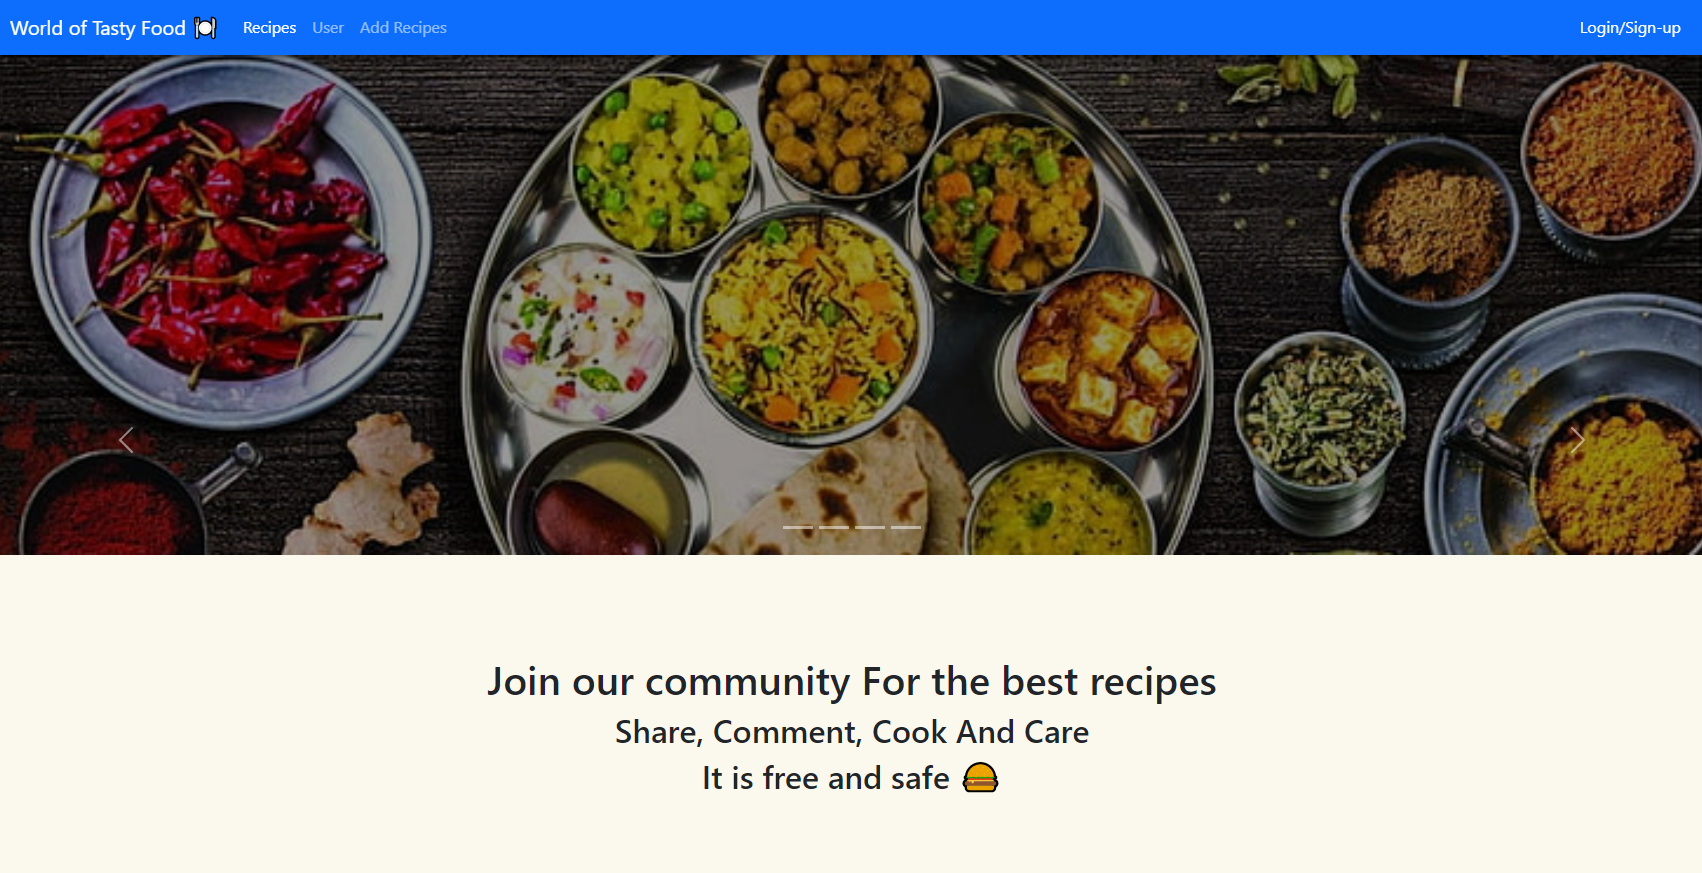 World of Tasty Food 🍽 Recipes User Add Recipes Login/Sign-up
Join our community For the best recipes
Share, Comment, Cook And Care
It is free and safe 🍔